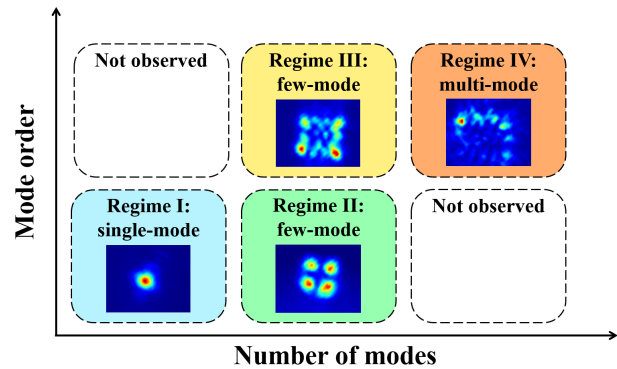 Mode order
Not observed
Regime III:
few-mode
Regime IV:
multi-mode
Regime I:
single-mode
Regime II:
few-mode
Not observed
Number of modes